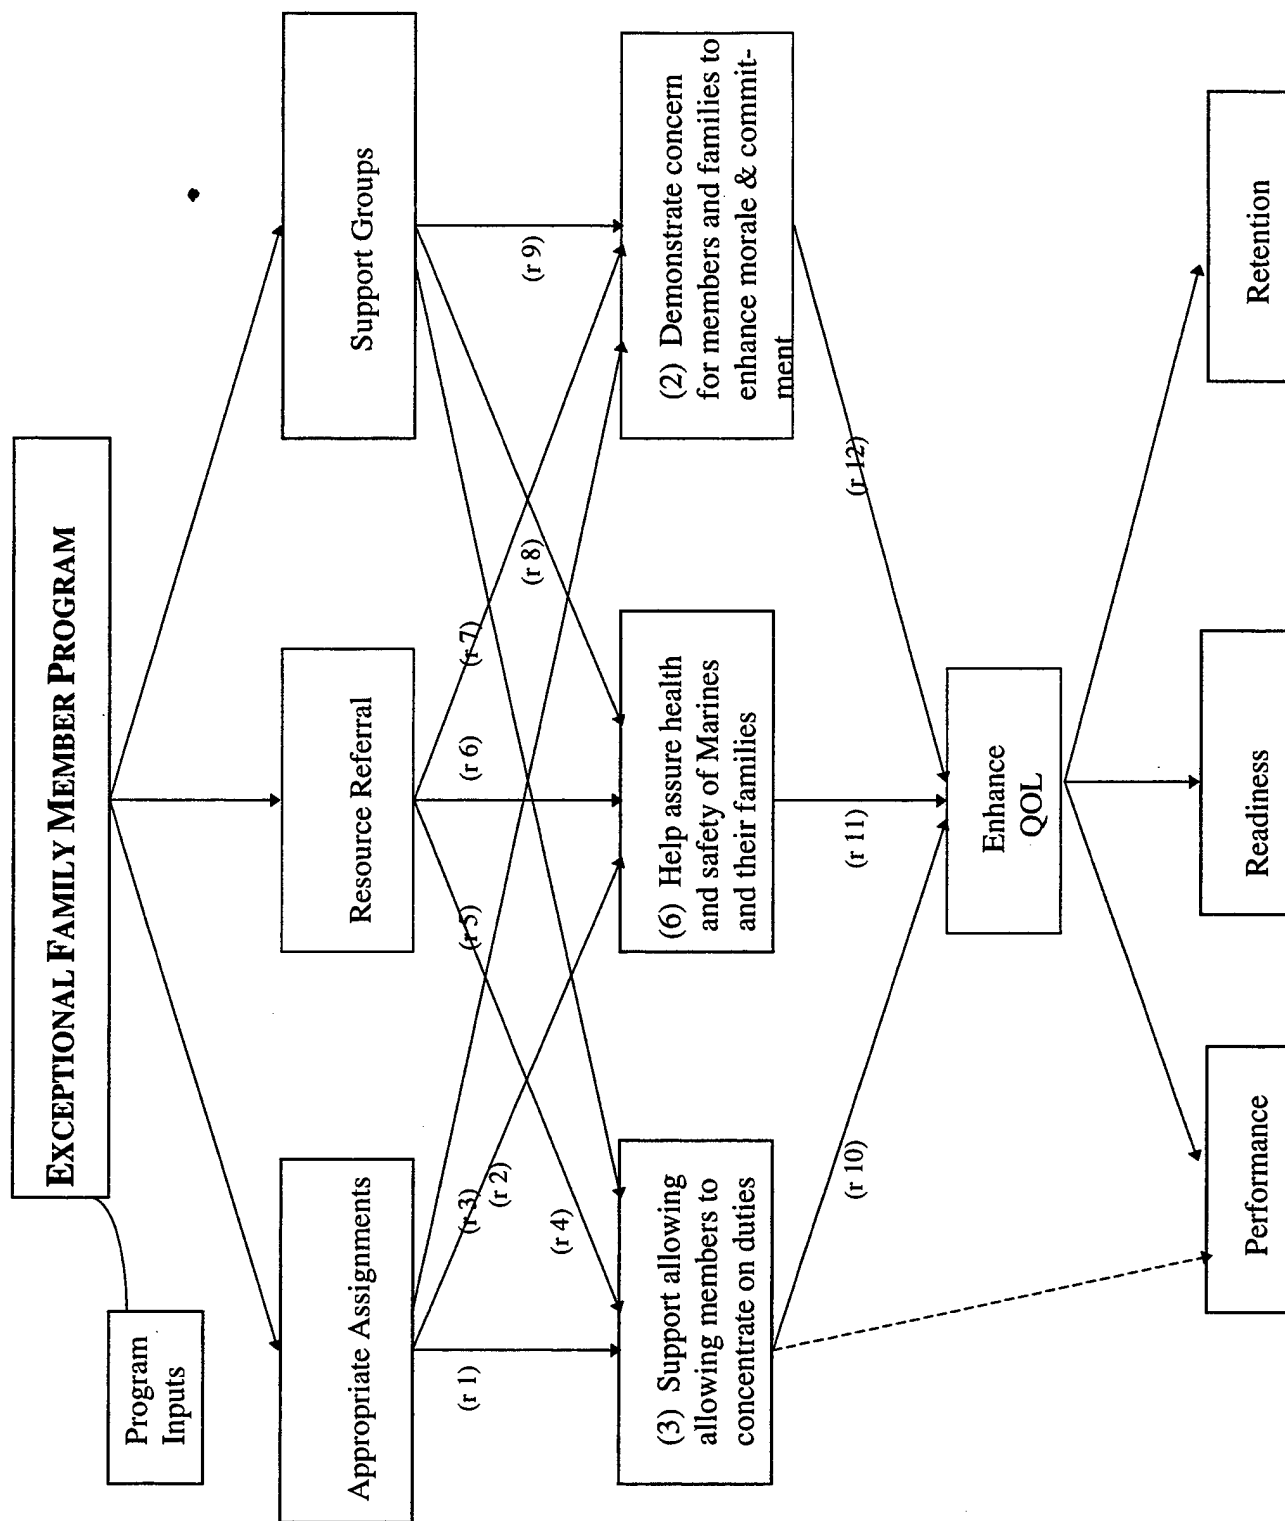 EXCEPTIONAL FAMILY MEMBER PROGRAM
Program
Inputs
Appropriate Assignments
Resource Referral
Support Groups
(r 1)
(r 3)
(r 2)
(r 4)
(r 5)
(r 6)
(r 7)
(r 8)
(r 9)
(3) Support allowing
allowing members to
concentrate on duties
(6) Help assure health
and safety of Marines
and their families
(2) Demonstrate concern
for members and families to
enhance morale & commit-
ment
(r 10)
(r 11)
(r 12)
Enhance
QOL
Performance
Readiness
Retention